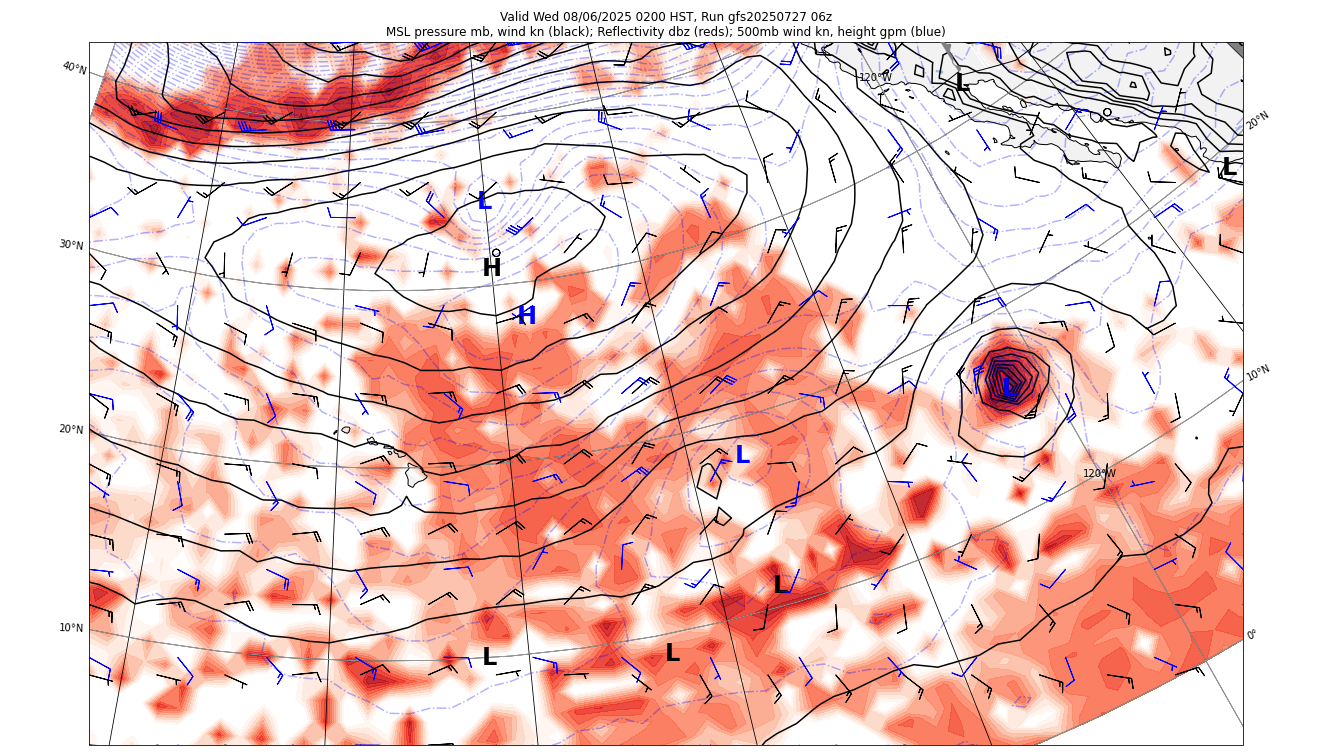 Valid Wed 08/06/2025 0200 HST, Run gfs20250727 06z
MSL pressure mb, wind kn (black); Reflectivity dbz (reds); 500mb wind kn, height gpm (blue)
40°N
120°W
L
20°N
L
L
30°N
H
H
10°N
L
20°N
L
120°W
L
10°N
0°
L
L